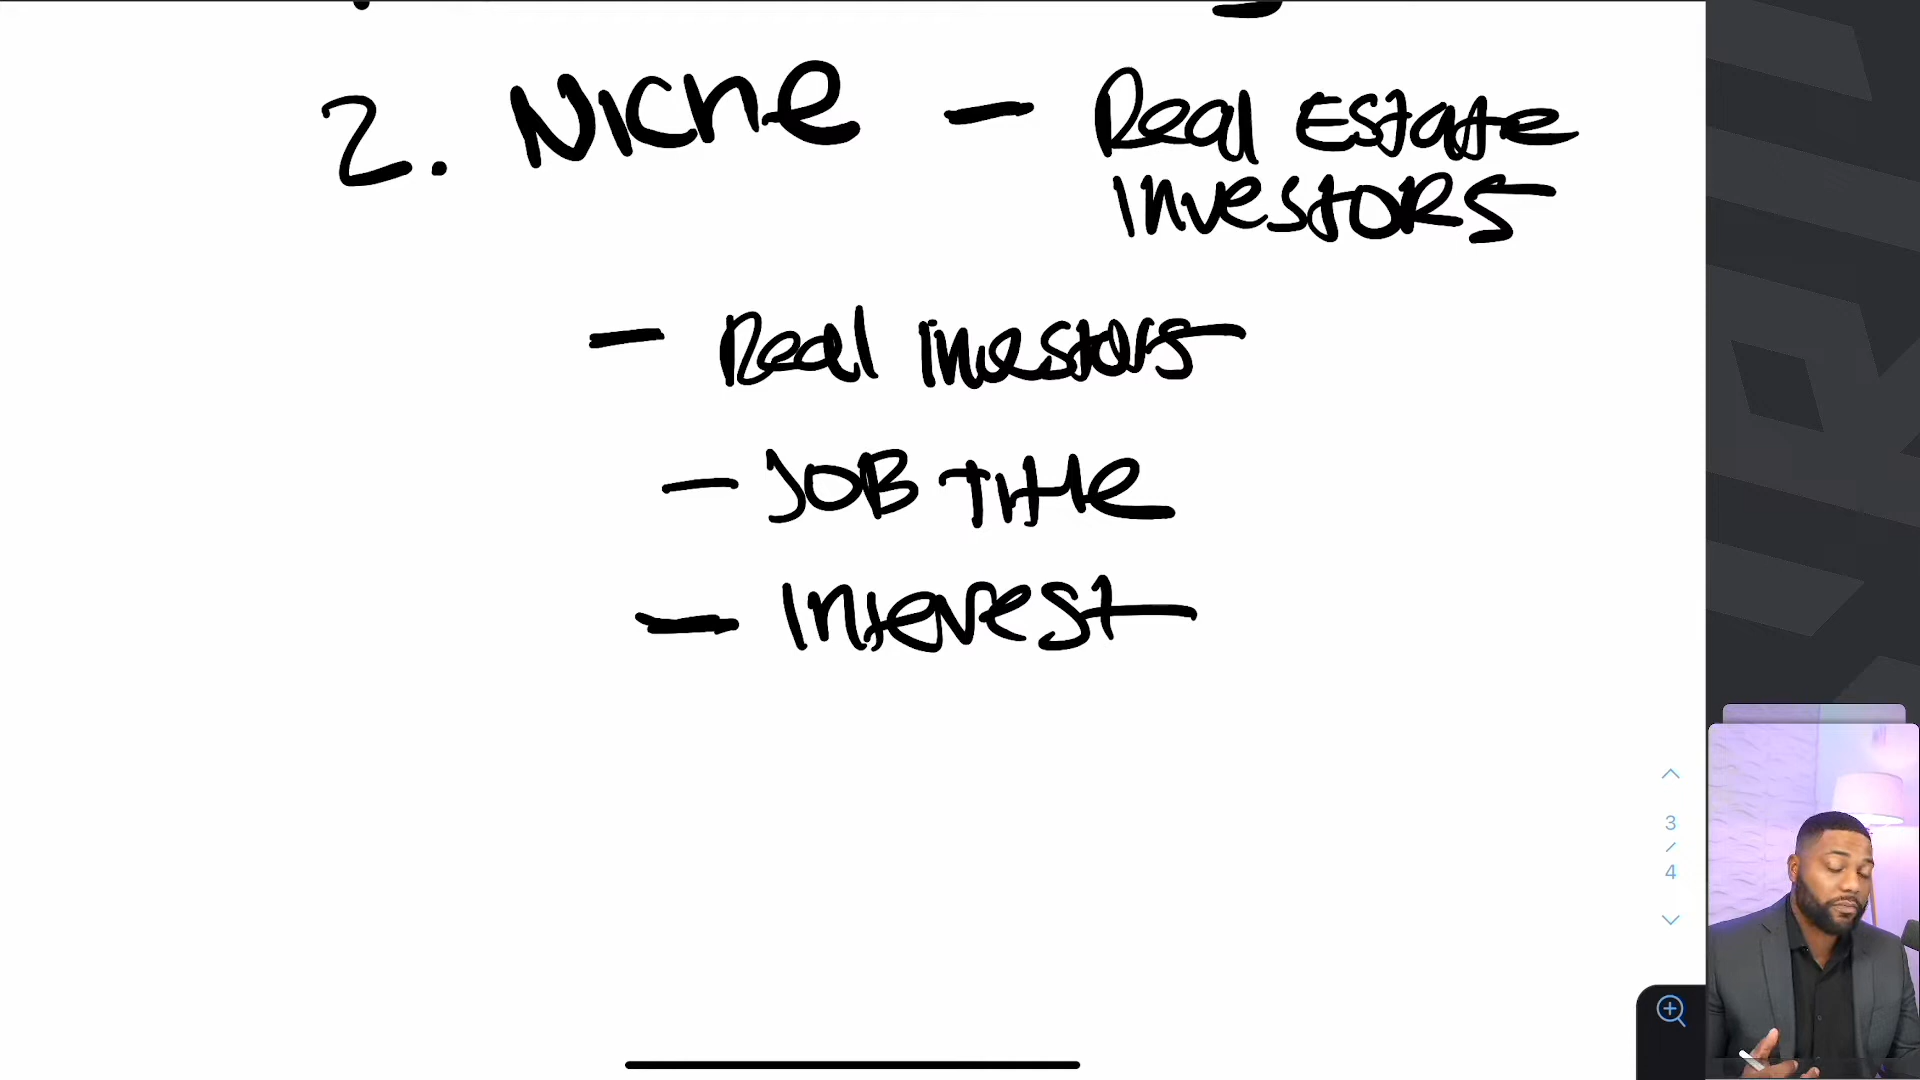 2. Niche - Real Estate
investors
- Real investors
- JOB Title
- Interest
3
/
4